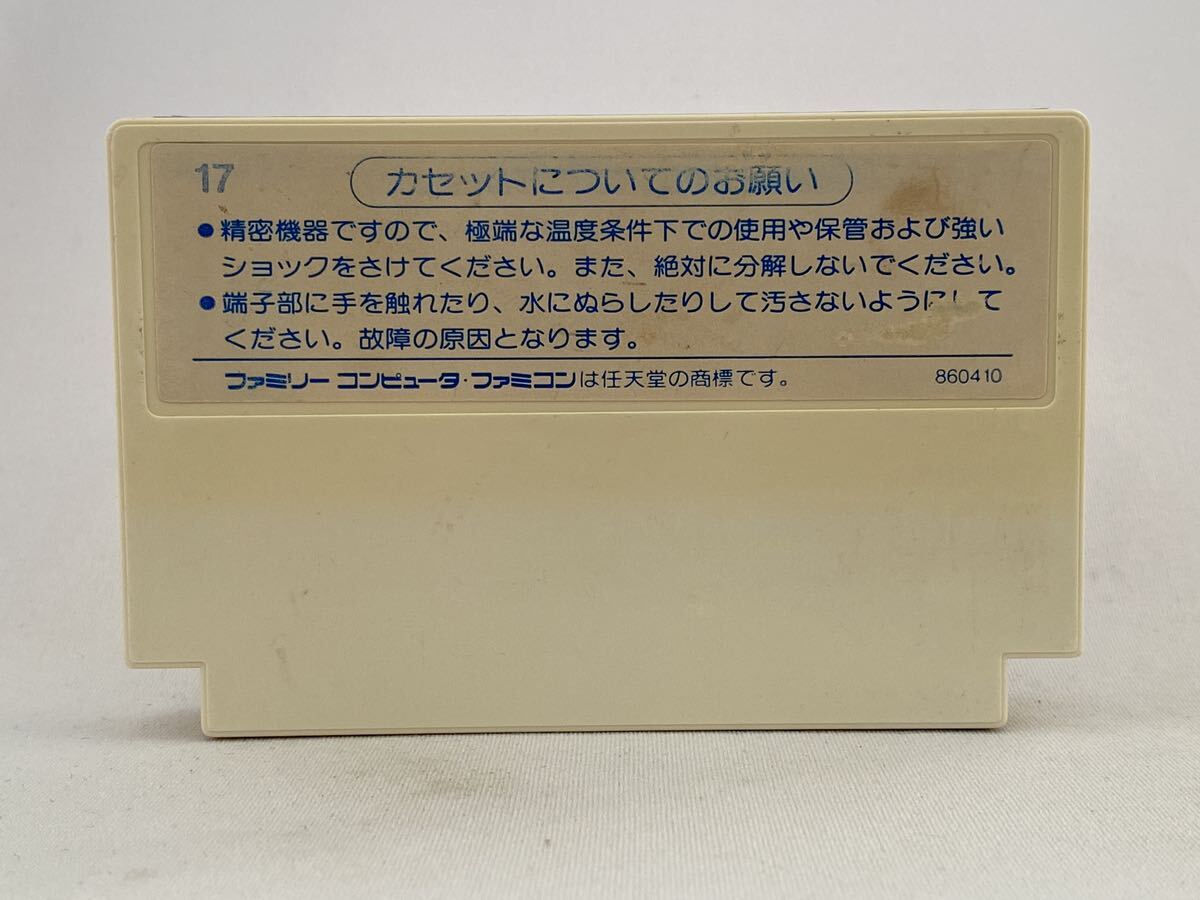 17
カセットについてのお願い
●精密機器ですので、極端な温度条件下での使用や保管および強い
ショックをさけてください。また、絶対に分解しないでください。
●端子部に手を触れたり、水にぬらしたりして汚さないようにして
ください。故障の原因となります。
ファミリー コンピュータ・ファミコンは任天堂の商標です。 860410